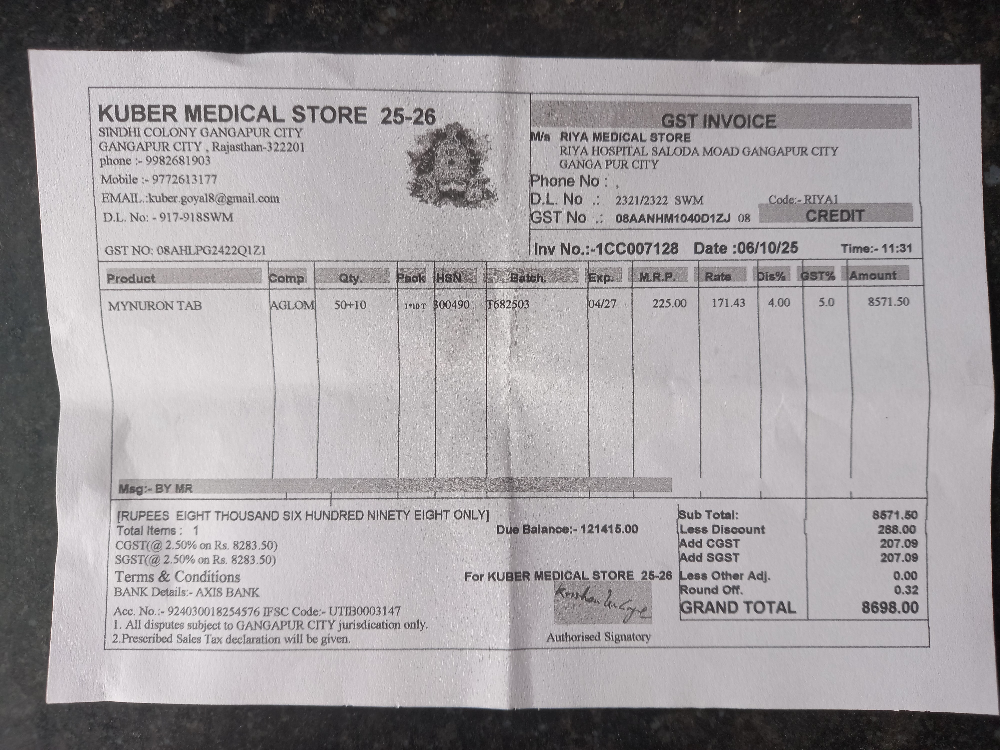 KUBER MEDICAL STORE 25-26
SINDHI COLONY GANGAPUR CITY
GANGAPUR CITY , Rajasthan-322201
phone :- 9982681903
Mobile :- 9772613177
EMAIL.:kuber.goyal8@gmail.com
D.L. No: - 917-918SWM
GST NO: 08AHLPG2422Q1Z1
GST INVOICE
M/s RIYA MEDICAL STORE
RIYA HOSPITAL SALODA MOAD GANGAPUR CITY
GANGA PUR CITY
Phone No : ,
D.L. No .: 2321/2322 SWM Code:- RIYA1
GST No .: 08AANHM1040D1ZJ 08 CREDIT
Inv No.:-1CC007128 Date :06/10/25 Time:- 11:31
Product Comp Qty. Pack HSN Batch. Exp. M.R.P. Rate Dis% GST% Amount
MYNURON TAB AGLOM 50+10 1*10 T 300490 T682503 04/27 225.00 171.43 4.00 5.0 8571.50
Msg:- BY MR
[RUPEES EIGHT THOUSAND SIX HUNDRED NINETY EIGHT ONLY]
Total Items : 1 Due Balance:- 121415.00
CGST(@ 2.50% on Rs. 8283.50)
SGST(@ 2.50% on Rs. 8283.50)
Terms & Conditions
BANK Details:- AXIS BANK
Acc. No.:- 924030018254576 IFSC Code:- UTIB0003147
1. All disputes subject to GANGAPUR CITY jurisdication only.
2.Prescribed Sales Tax declaration will be given.
For KUBER MEDICAL STORE 25-26
Authorised Signatory
Sub Total: 8571.50
Less Discount 288.00
Add CGST 207.09
Add SGST 207.09
Less Other Adj. 0.00
Round Off. 0.32
GRAND TOTAL 8698.00